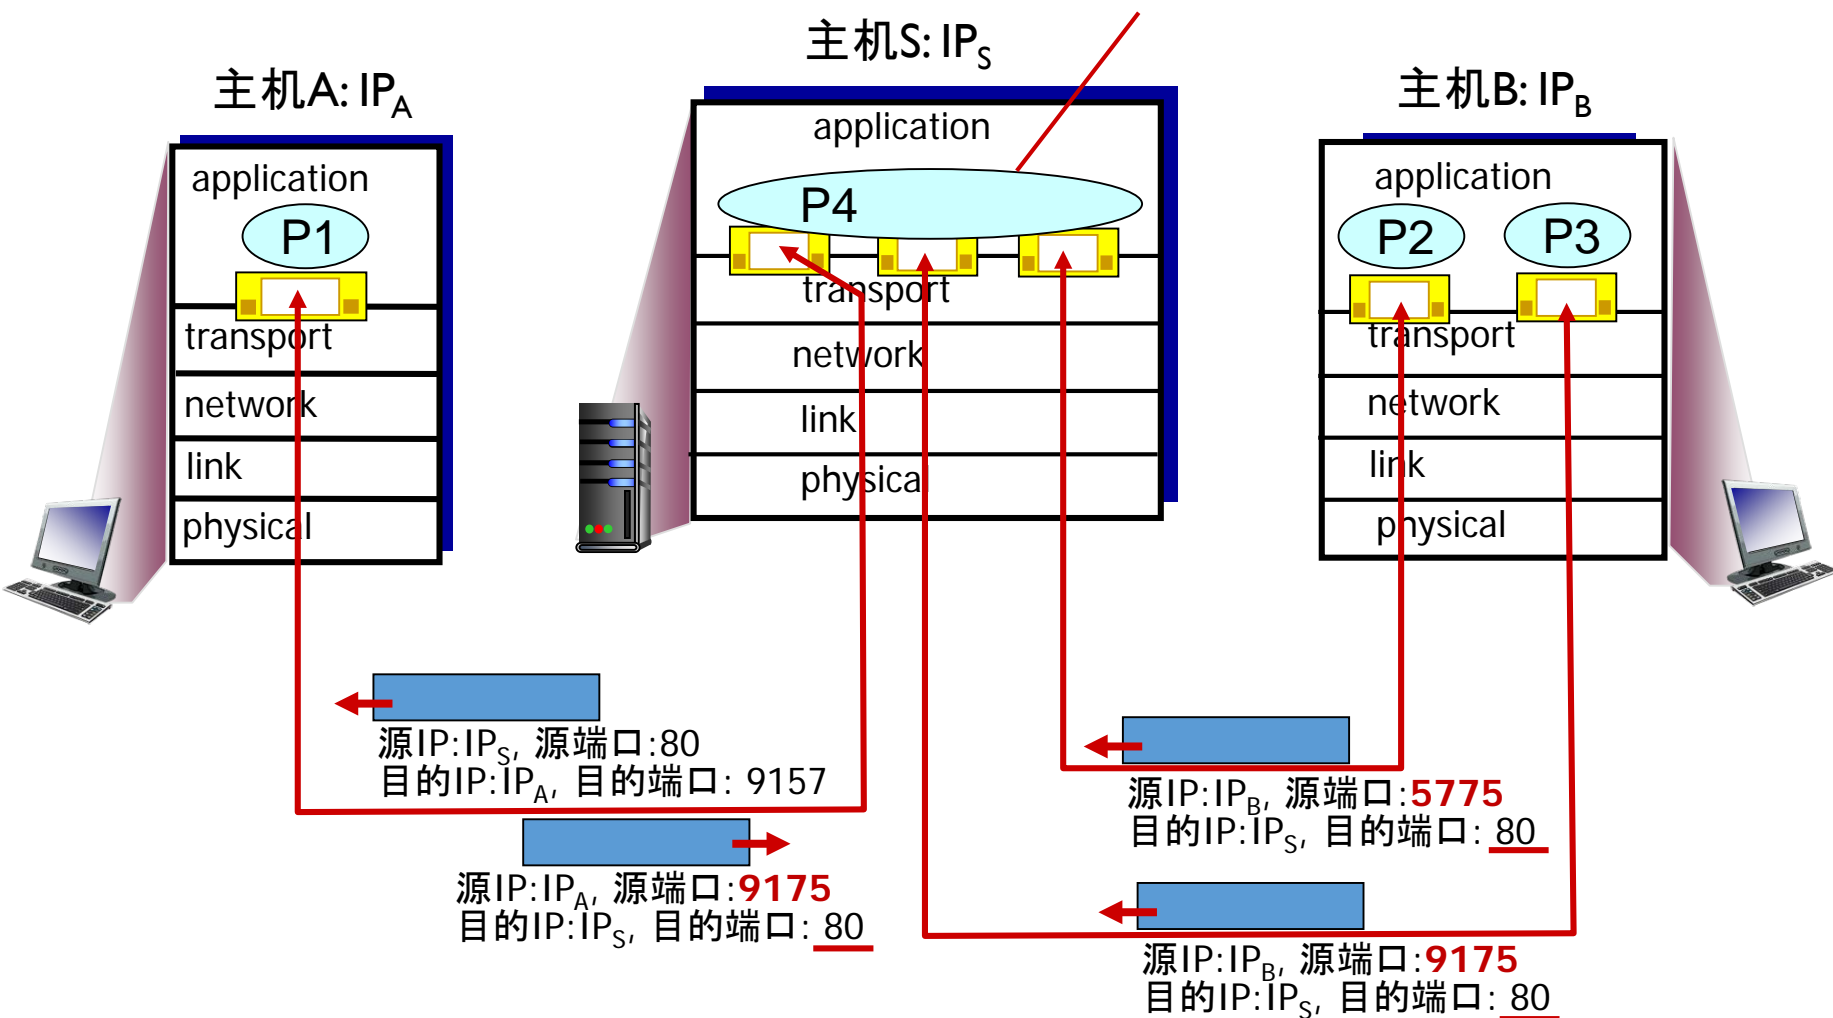 主机S: IPS
主机A: IPA
主机B: IPB
application
P1
transport
network
link
physical
application
P4
transport
network
link
physical
application
P2
P3
transport
network
link
physical
源IP:IPS, 源端口:80
目的IP:IPA, 目的端口: 9157
源IP:IPA, 源端口:9175
目的IP:IPS, 目的端口: 80
源IP:IPB, 源端口:5775
目的IP:IPS, 目的端口: 80
源IP:IPB, 源端口:9175
目的IP:IPS, 目的端口: 80